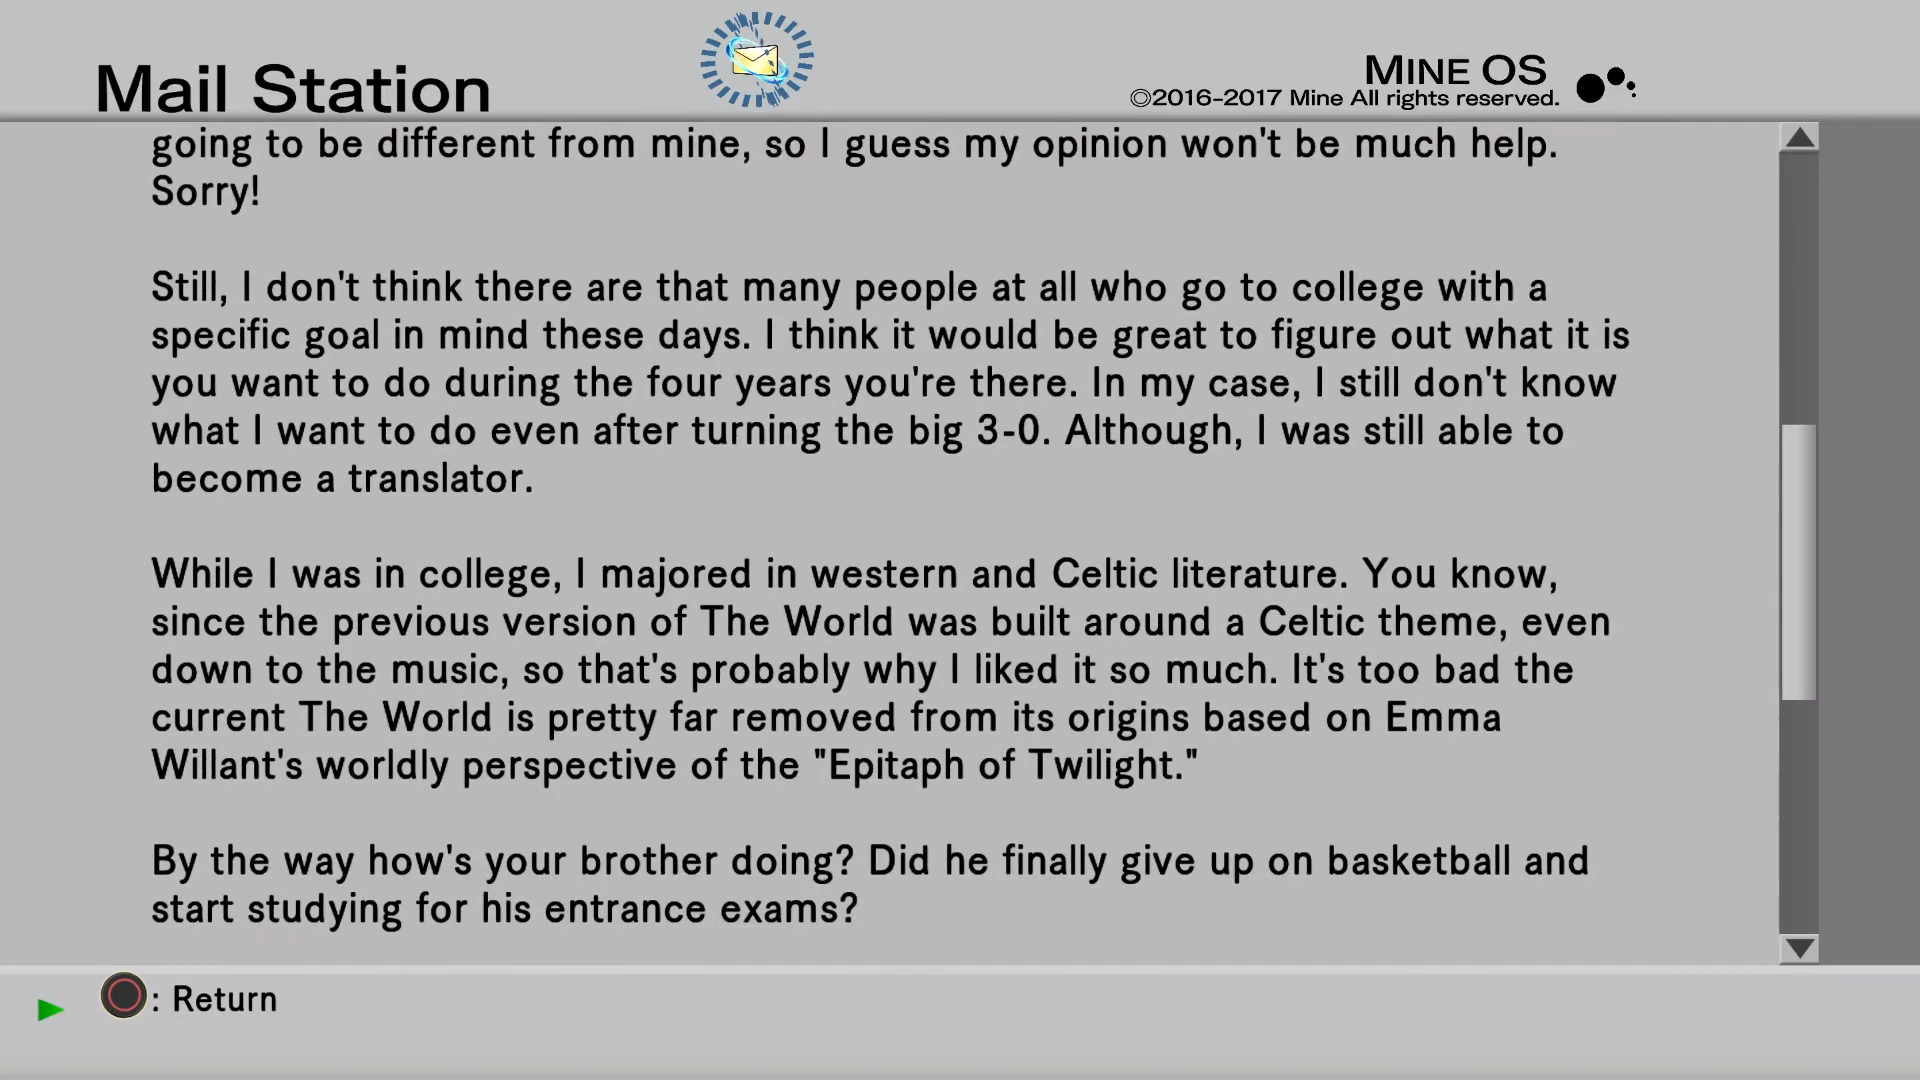 Mail Station
MINE OS
©2016-2017 Mine All rights reserved.
going to be different from mine, so I guess my opinion won't be much help.
Sorry!
Still, I don't think there are that many people at all who go to college with a
specific goal in mind these days. I think it would be great to figure out what it is
you want to do during the four years you're there. In my case, I still don't know
what I want to do even after turning the big 3-0. Although, I was still able to
become a translator.
While I was in college, I majored in western and Celtic literature. You know,
since the previous version of The World was built around a Celtic theme, even
down to the music, so that's probably why I liked it so much. It's too bad the
current The World is pretty far removed from its origins based on Emma
Willant's worldly perspective of the "Epitaph of Twilight."
By the way how's your brother doing? Did he finally give up on basketball and
start studying for his entrance exams?
: Return